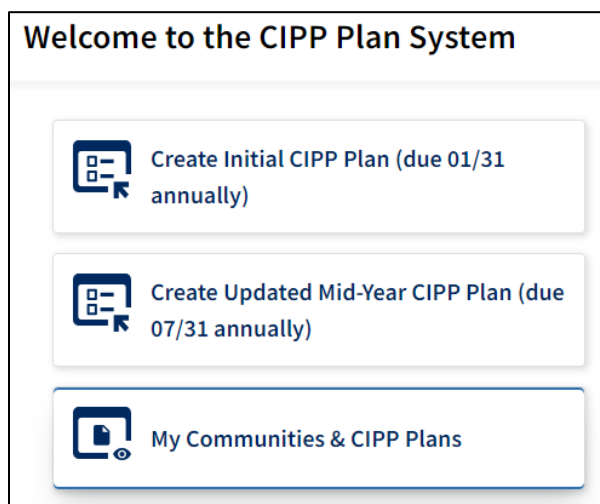 Welcome to the CIPP Plan System
Create Initial CIPP Plan (due 01/31
annually)
Create Updated Mid-Year CIPP Plan (due
07/31 annually)
My Communities & CIPP Plans